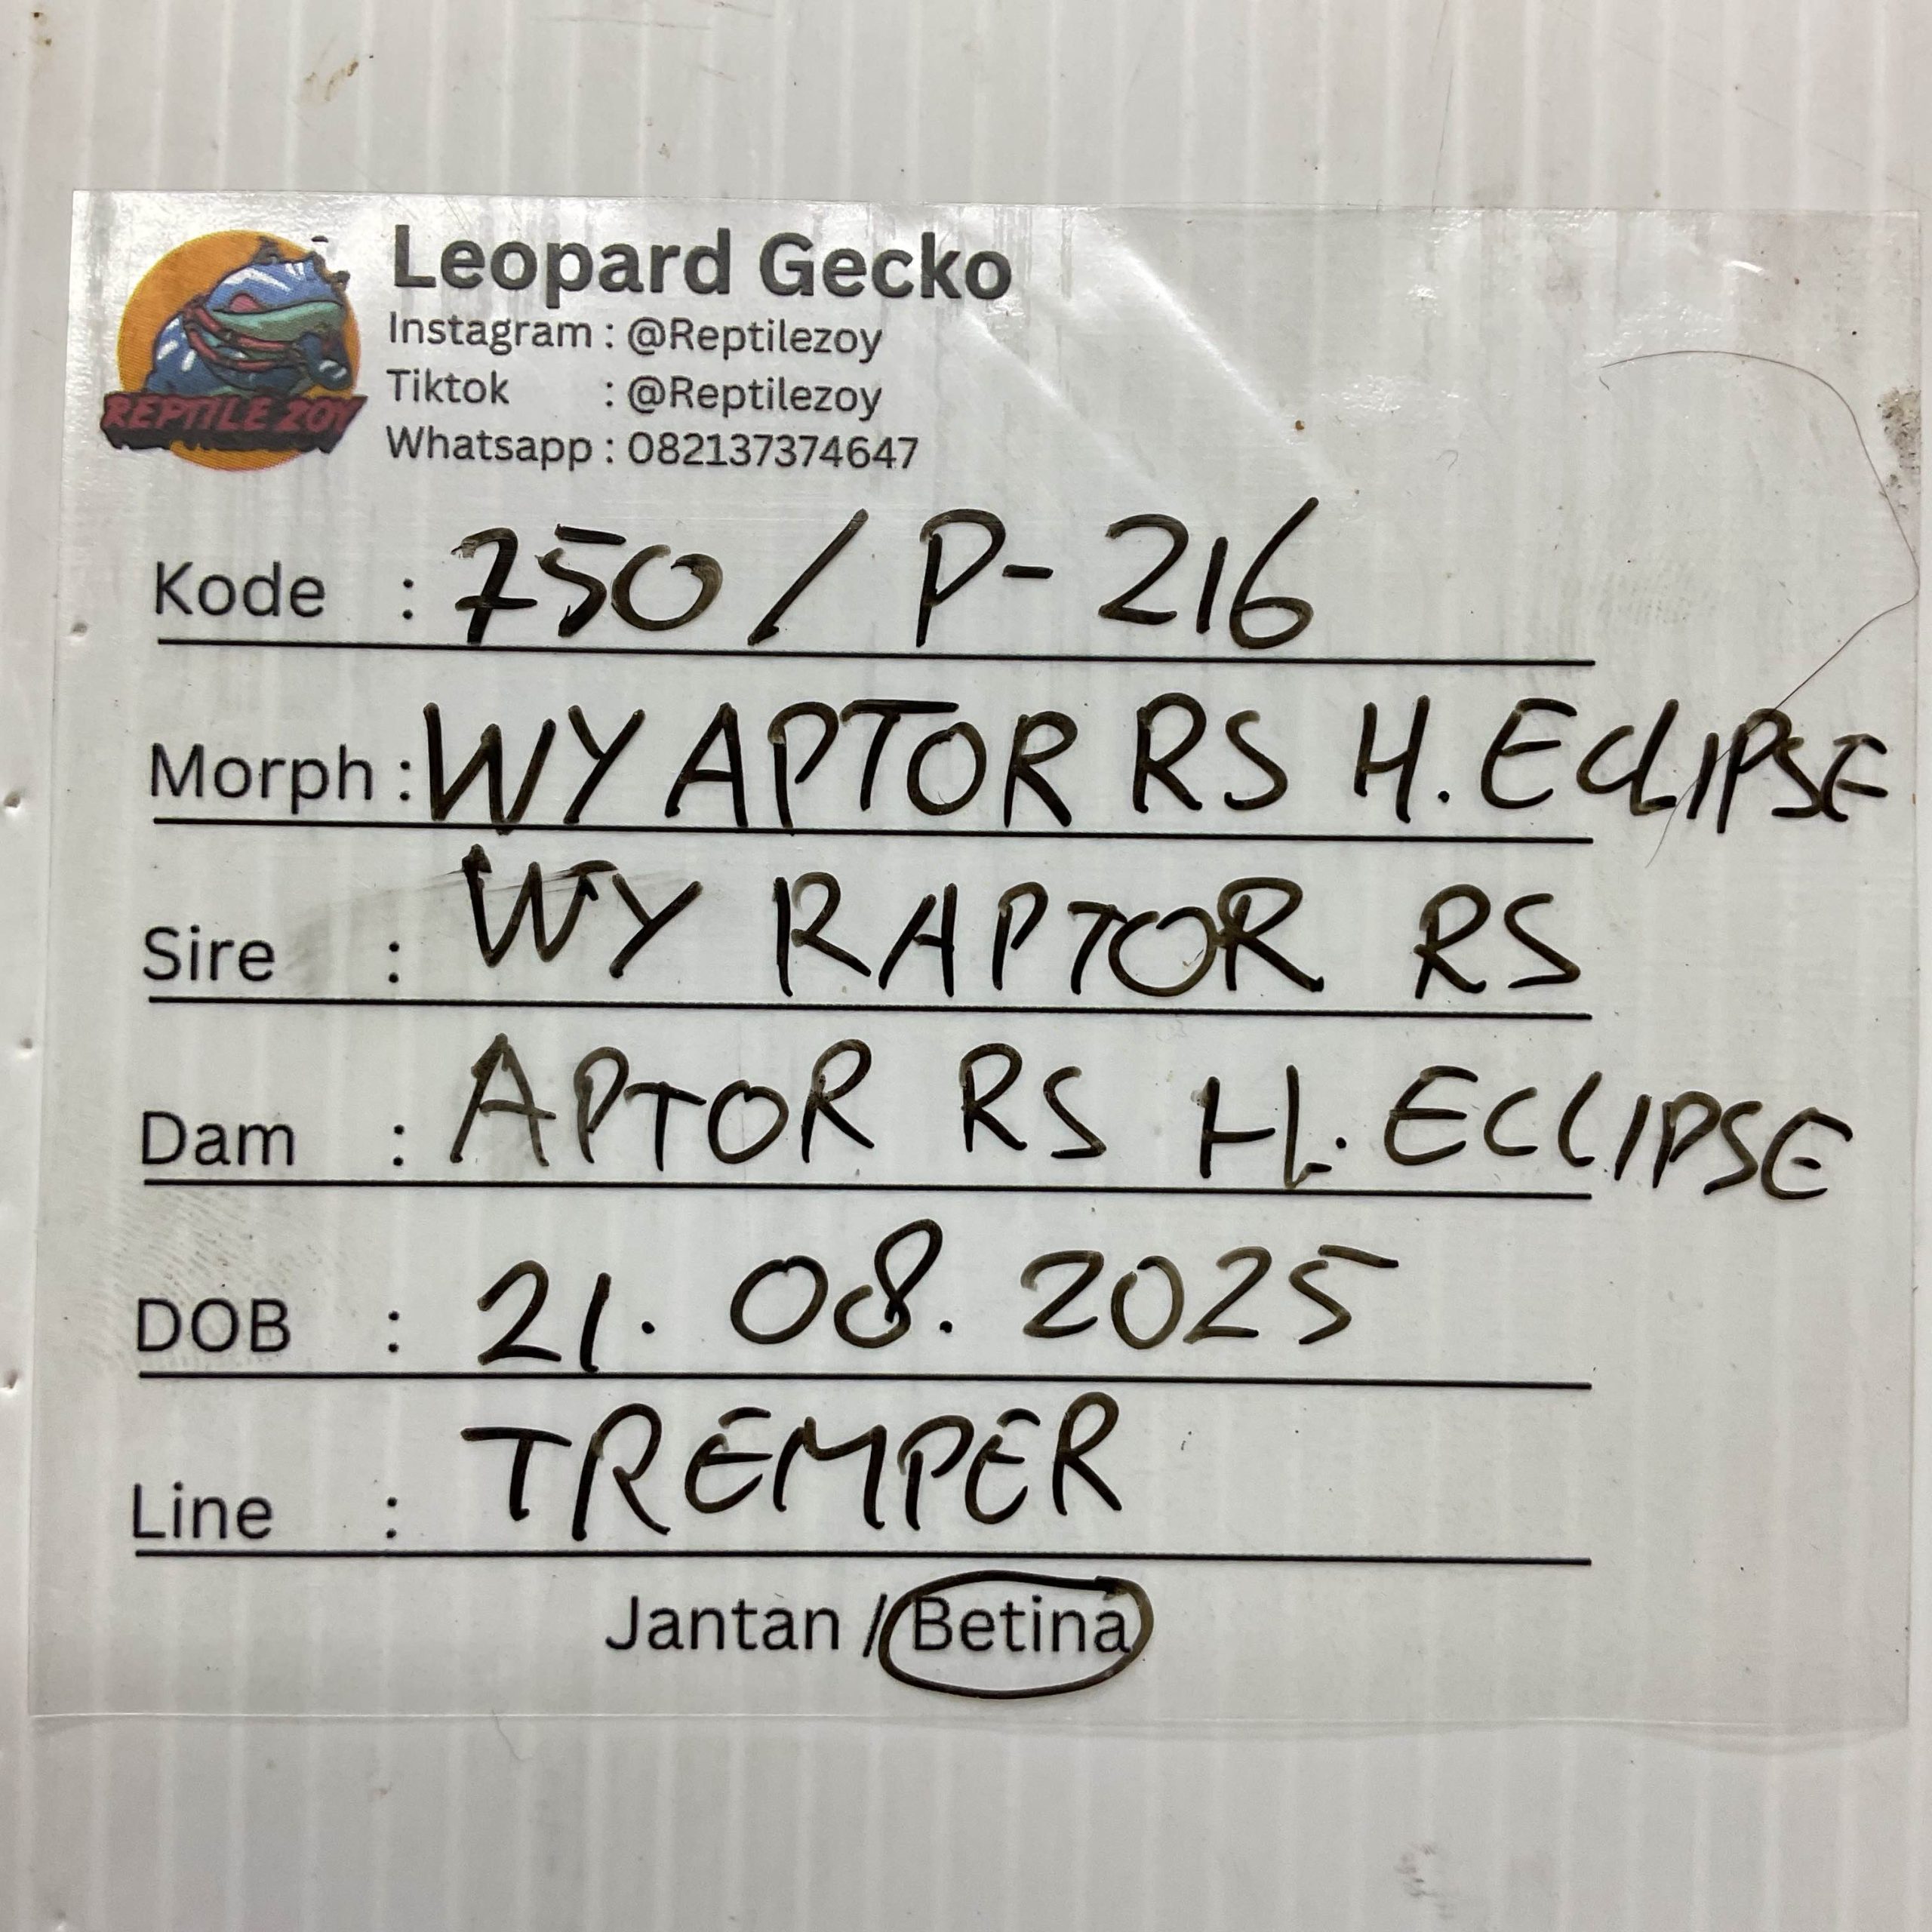 REPTILE ZOY
Leopard Gecko
Instagram : @Reptilezoy
Tiktok : @Reptilezoy
Whatsapp : 082137374647
Kode : 750 / P - 216
Morph : WY APTOR RS H. ECLIPSE
Sire : WY RAPTOR RS
Dam : APTOR RS H. ECLIPSE
DOB : 21. 08. 2025
Line : TREMPER
Jantan / Betina